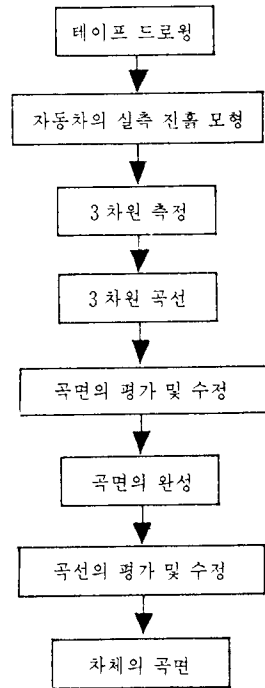 테이프 드로윙
자동차의 실측 진흙 모형
3 차원 측정
3 차원 곡선
곡면의 평가 및 수정
곡면의 완성
곡선의 평가 및 수정
차체의 곡면